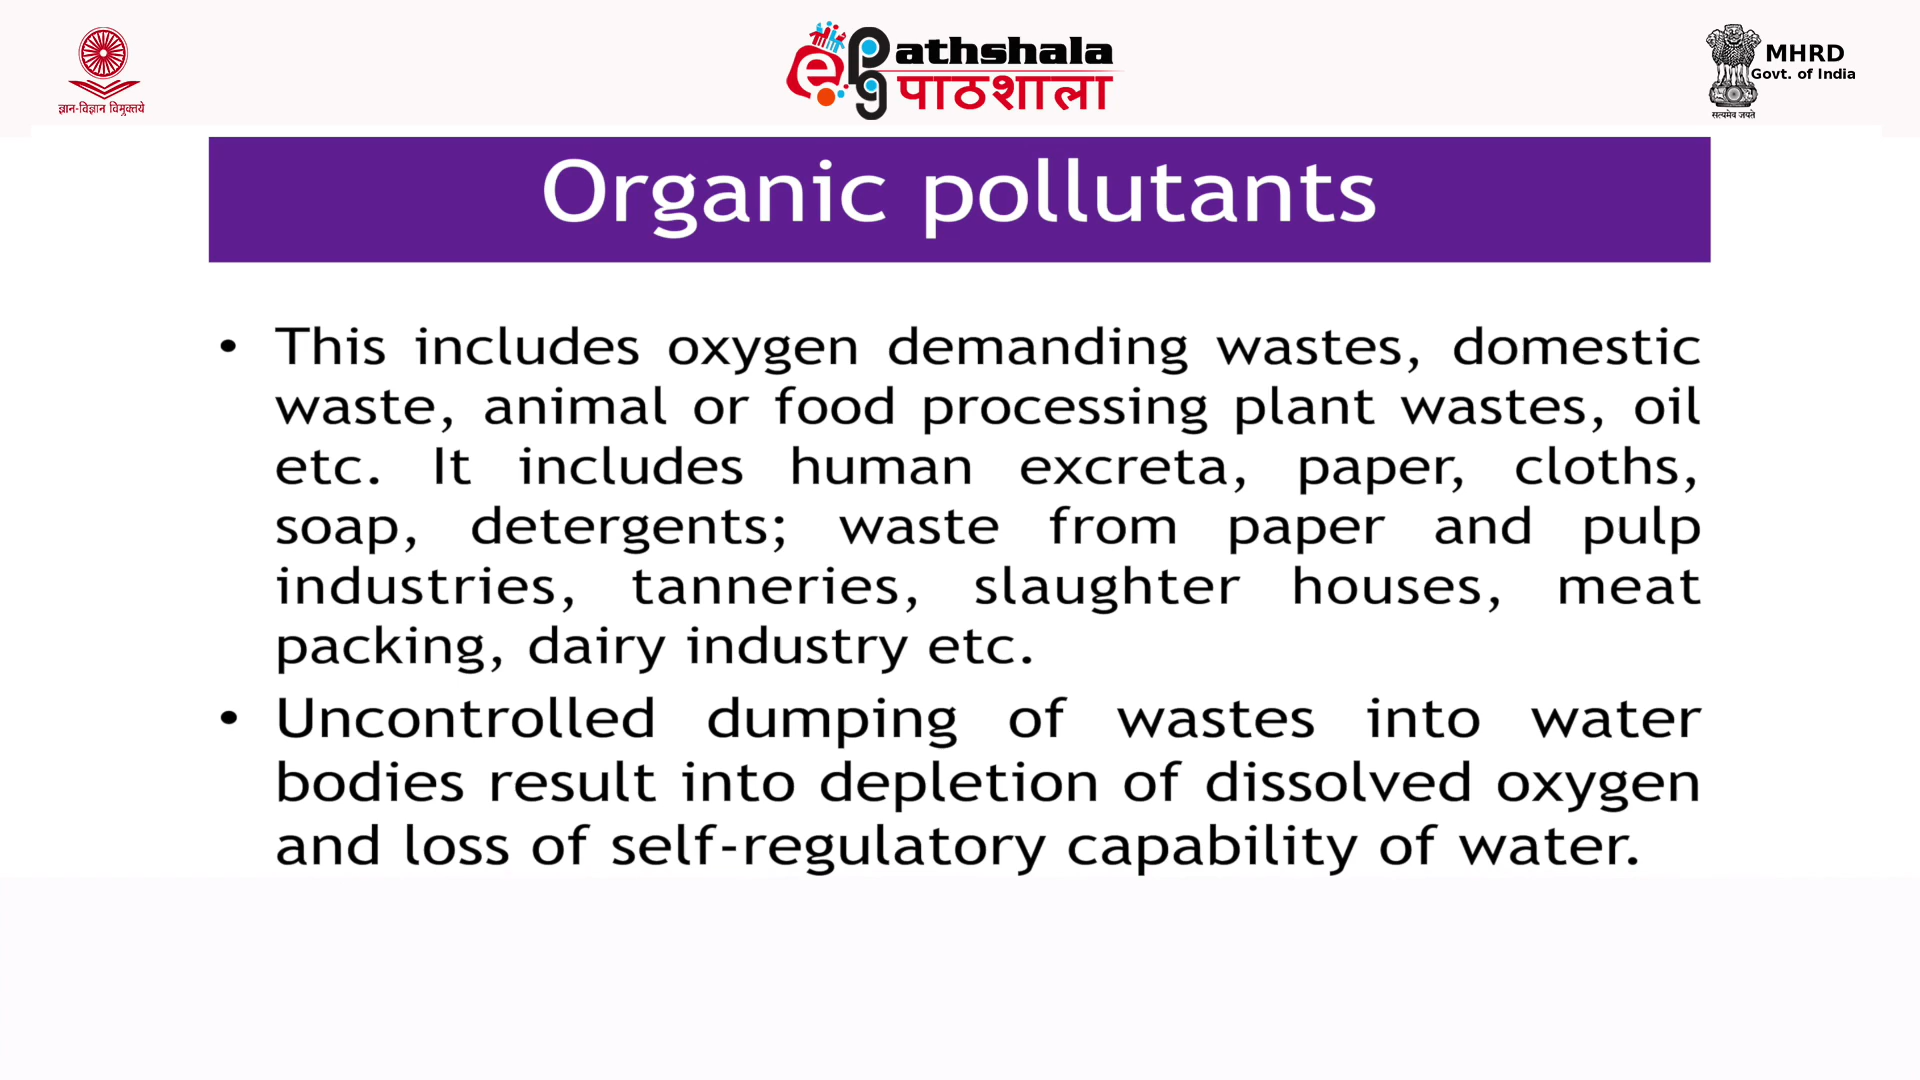 ज्ञान-विज्ञान विमुक्तये
ePathshala
पाठशाला
MHRD
Govt. of India
सत्यमेव जयते
Organic pollutants
• This includes oxygen demanding wastes, domestic
waste, animal or food processing plant wastes, oil
etc. It includes human excreta, paper, cloths,
soap, detergents; waste from paper and pulp
industries, tanneries, slaughter houses, meat
packing, dairy industry etc.
• Uncontrolled dumping of wastes into water
bodies result into depletion of dissolved oxygen
and loss of self-regulatory capability of water.